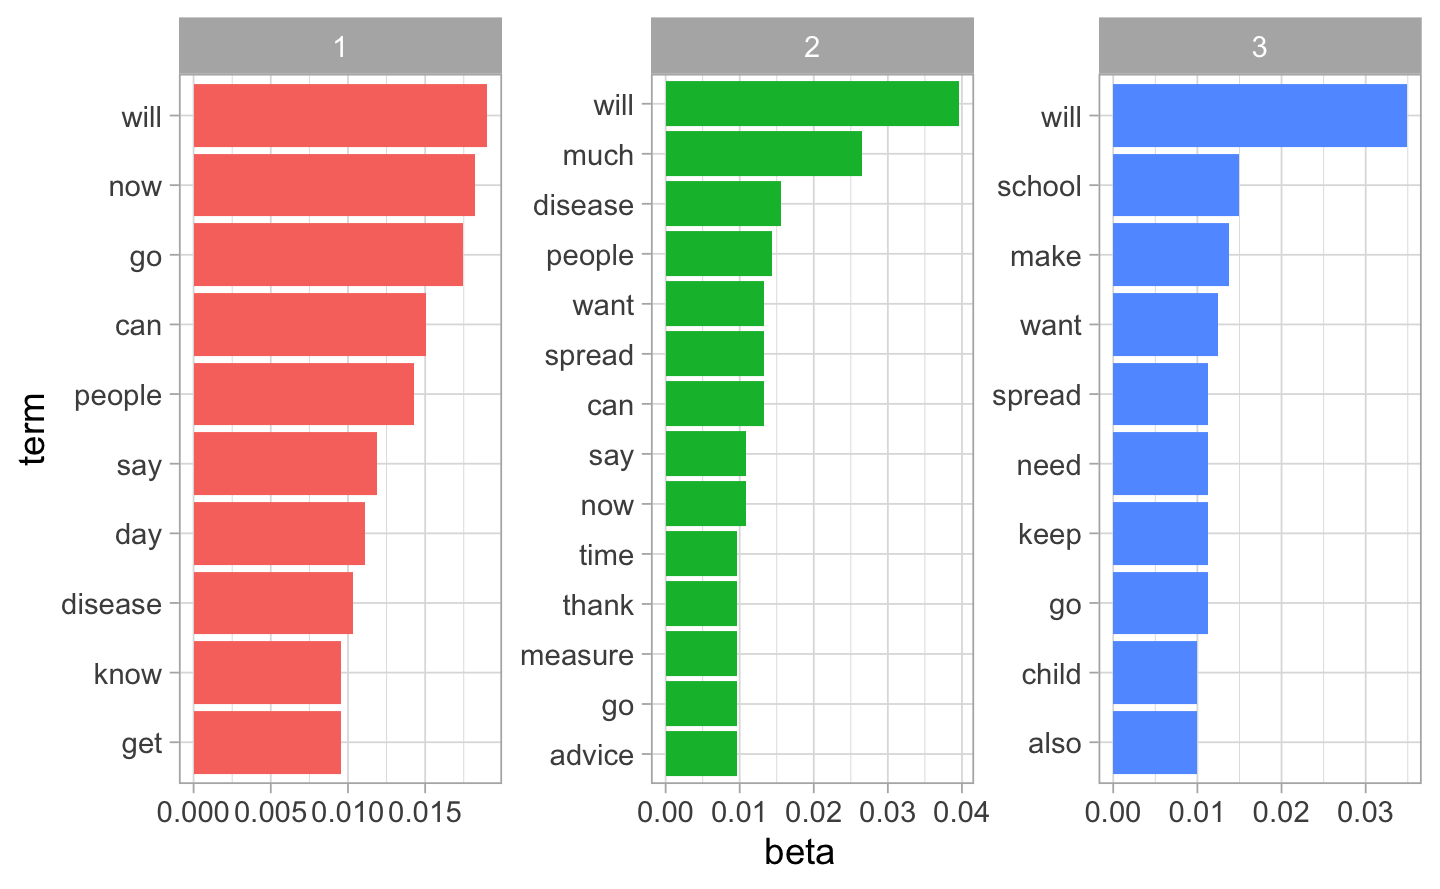 1
will
now
go
can
people
say
day
disease
know
get
0.000 0.005 0.010 0.015
2
will
much
disease
people
want
spread
can
say
now
time
thank
measure
go
advice
0.00 0.01 0.02 0.03 0.04
3
will
school
make
want
spread
need
keep
go
child
also
0.00 0.01 0.02 0.03
term
beta